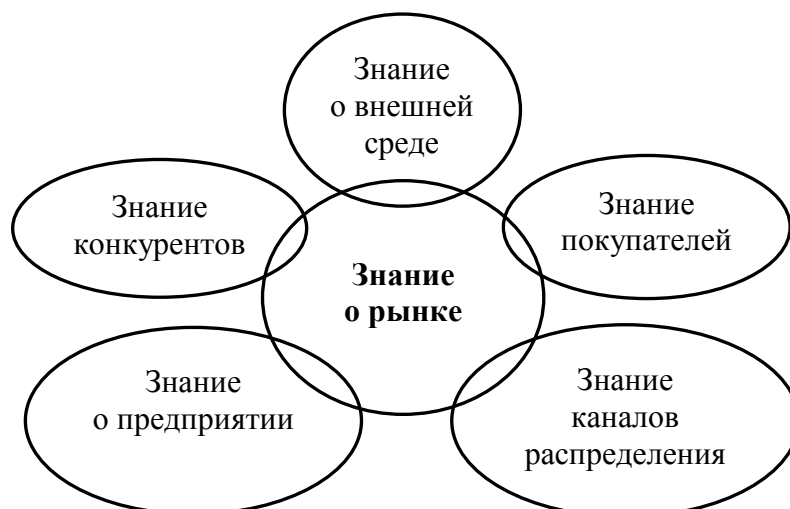 Знание
о внешней
среде
Знание
конкурентов
Знание
покупателей
Знание
о рынке
Знание
о предприятии
Знание
каналов
распределения